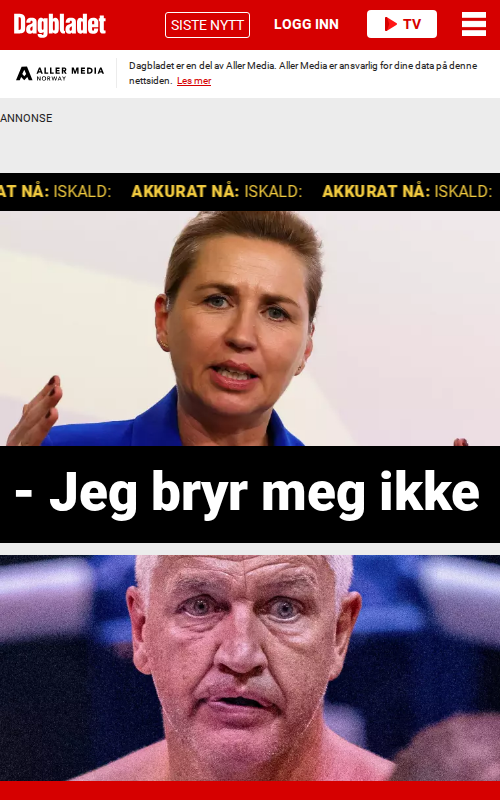 Dagbladet SISTE NYTT LOGG INN TV
ALLER MEDIA
NORWAY
Dagbladet er en del av Aller Media. Aller Media er ansvarlig for dine data på denne
nettsiden. Les mer
ANNONSE
AT NÅ: ISKALD: AKKURAT NÅ: ISKALD: AKKURAT NÅ: ISKALD:
- Jeg bryr meg ikke